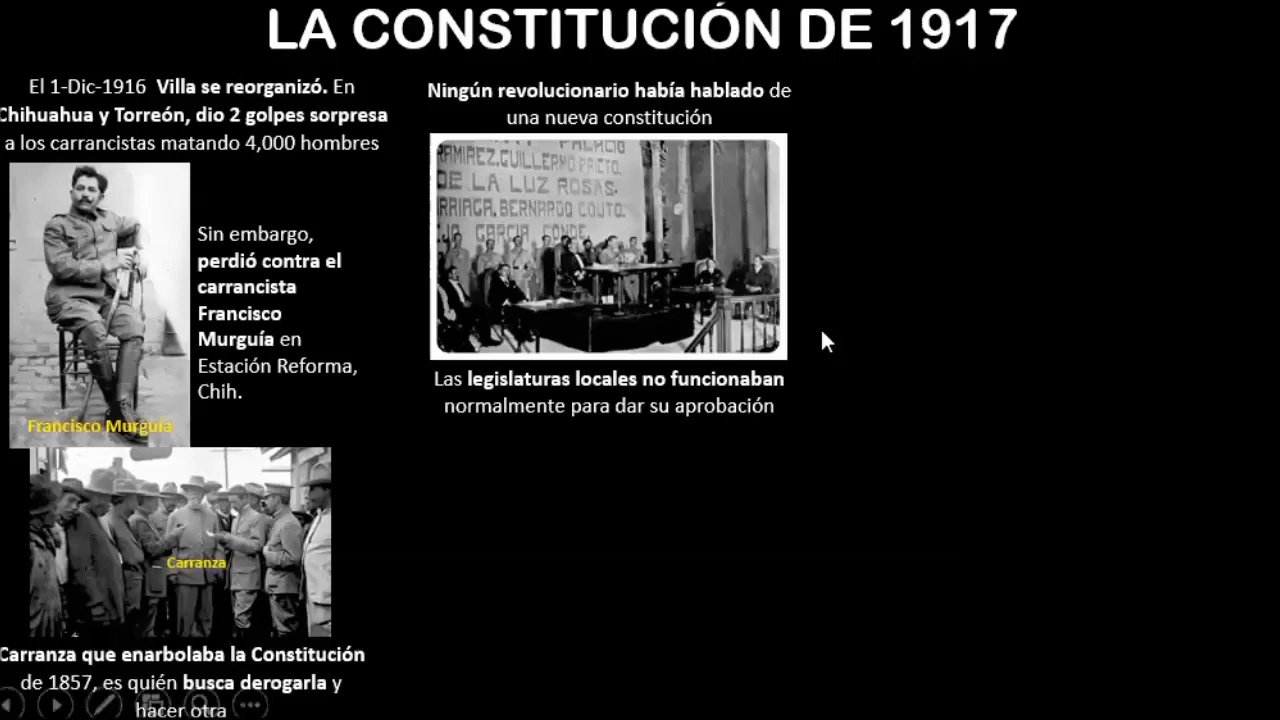 LA CONSTITUCIÓN DE 1917
El 1-Dic-1916 Villa se reorganizó. En
Chihuahua y Torreón, dio 2 golpes sorpresa
a los carrancistas matando 4,000 hombres
Sin embargo,
perdió contra el
carrancista
Francisco
Murguía en
Estación Reforma,
Chih.
Francisco Murguía
Carranza
Carranza que enarbolaba la Constitución
de 1857, es quién busca derogarla y
hacer otra
Ningún revolucionario había hablado de
una nueva constitución
PALACIO
RAMIREZ. GUILLERMO PRIETO.
DE LA LUZ ROSAS.
RRIAGA. BERNARDO COUTO.
GARCIA CONDE.
Las legislaturas locales no funcionaban
normalmente para dar su aprobación